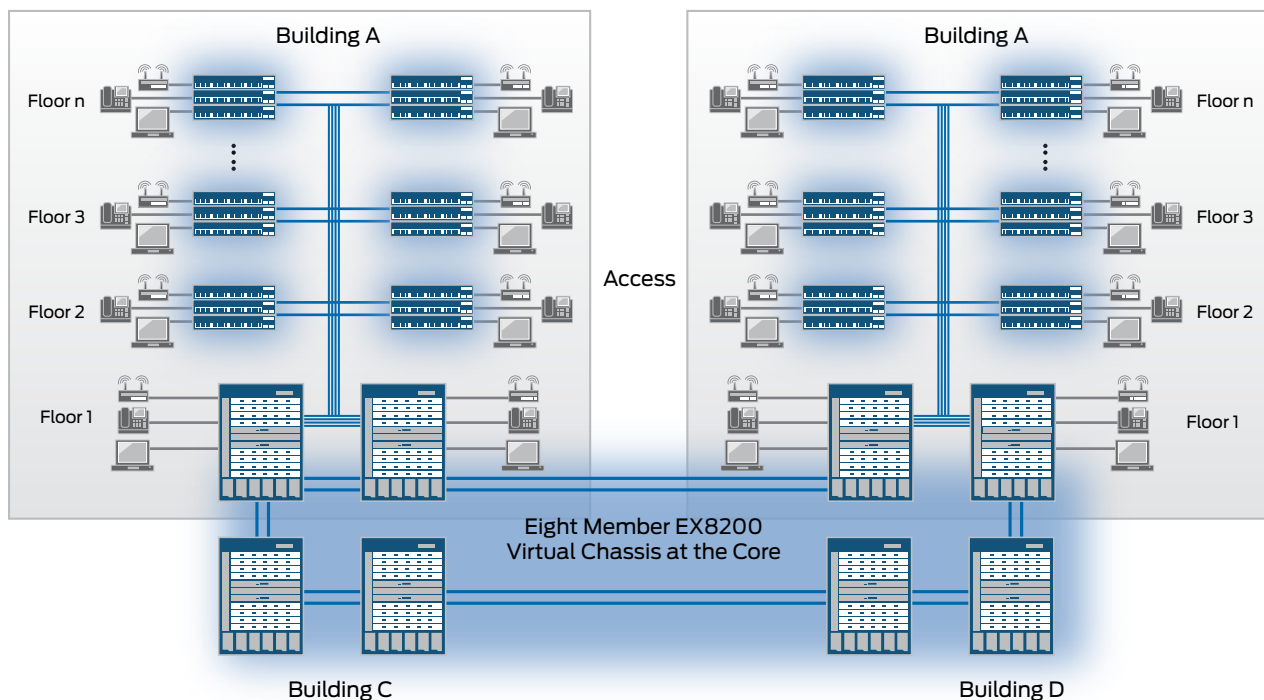 Building A
Building A
Floor n
Floor n
Floor 3
Floor 3
Access
Floor 2
Floor 2
Floor 1
Floor 1
Eight Member EX8200
Virtual Chassis at the Core
Building C
Building D